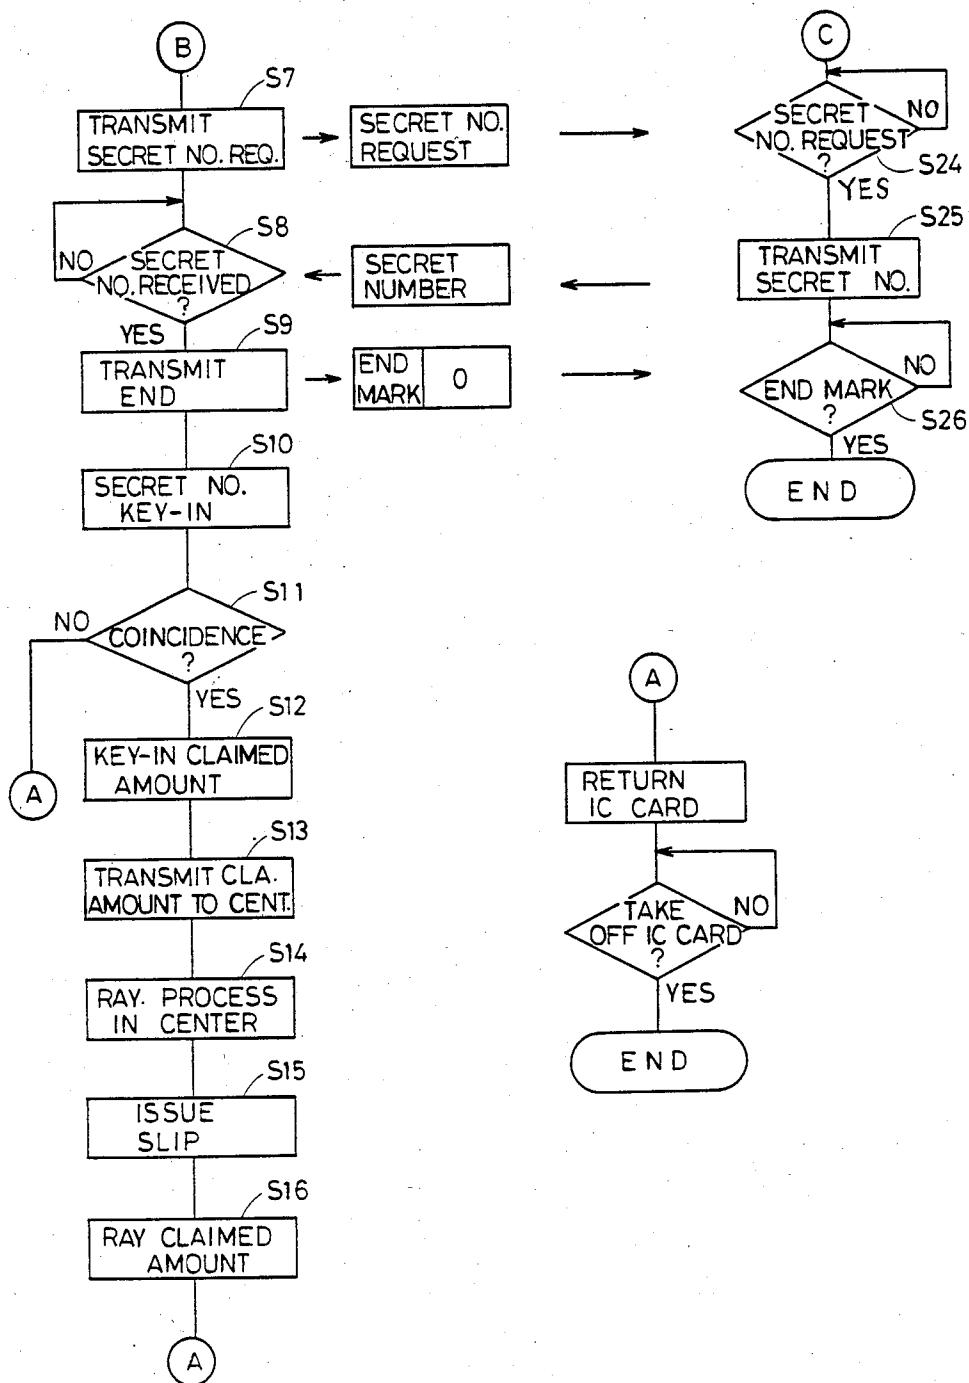 B
S7
TRANSMIT
SECRET NO. REQ.
SECRET NO.
REQUEST
S8
NO
SECRET
NO. RECEIVED
?
YES
SECRET
NUMBER
S9
TRANSMIT
END
END
MARK
0
S10
SECRET NO.
KEY-IN
S11
NO
COINCIDENCE
?
YES
A
S12
KEY-IN CLAIMED
AMOUNT
S13
TRANSMIT CLA.
AMOUNT TO CENT.
S14
RAY. PROCESS
IN CENTER
S15
ISSUE
SLIP
S16
RAY CLAIMED
AMOUNT
A
C
NO
SECRET
NO. REQUEST
?
S24
YES
S25
TRANSMIT
SECRET NO.
NO
END MARK
?
S26
YES
END
A
RETURN
IC CARD
NO
TAKE
OFF IC CARD
?
YES
END